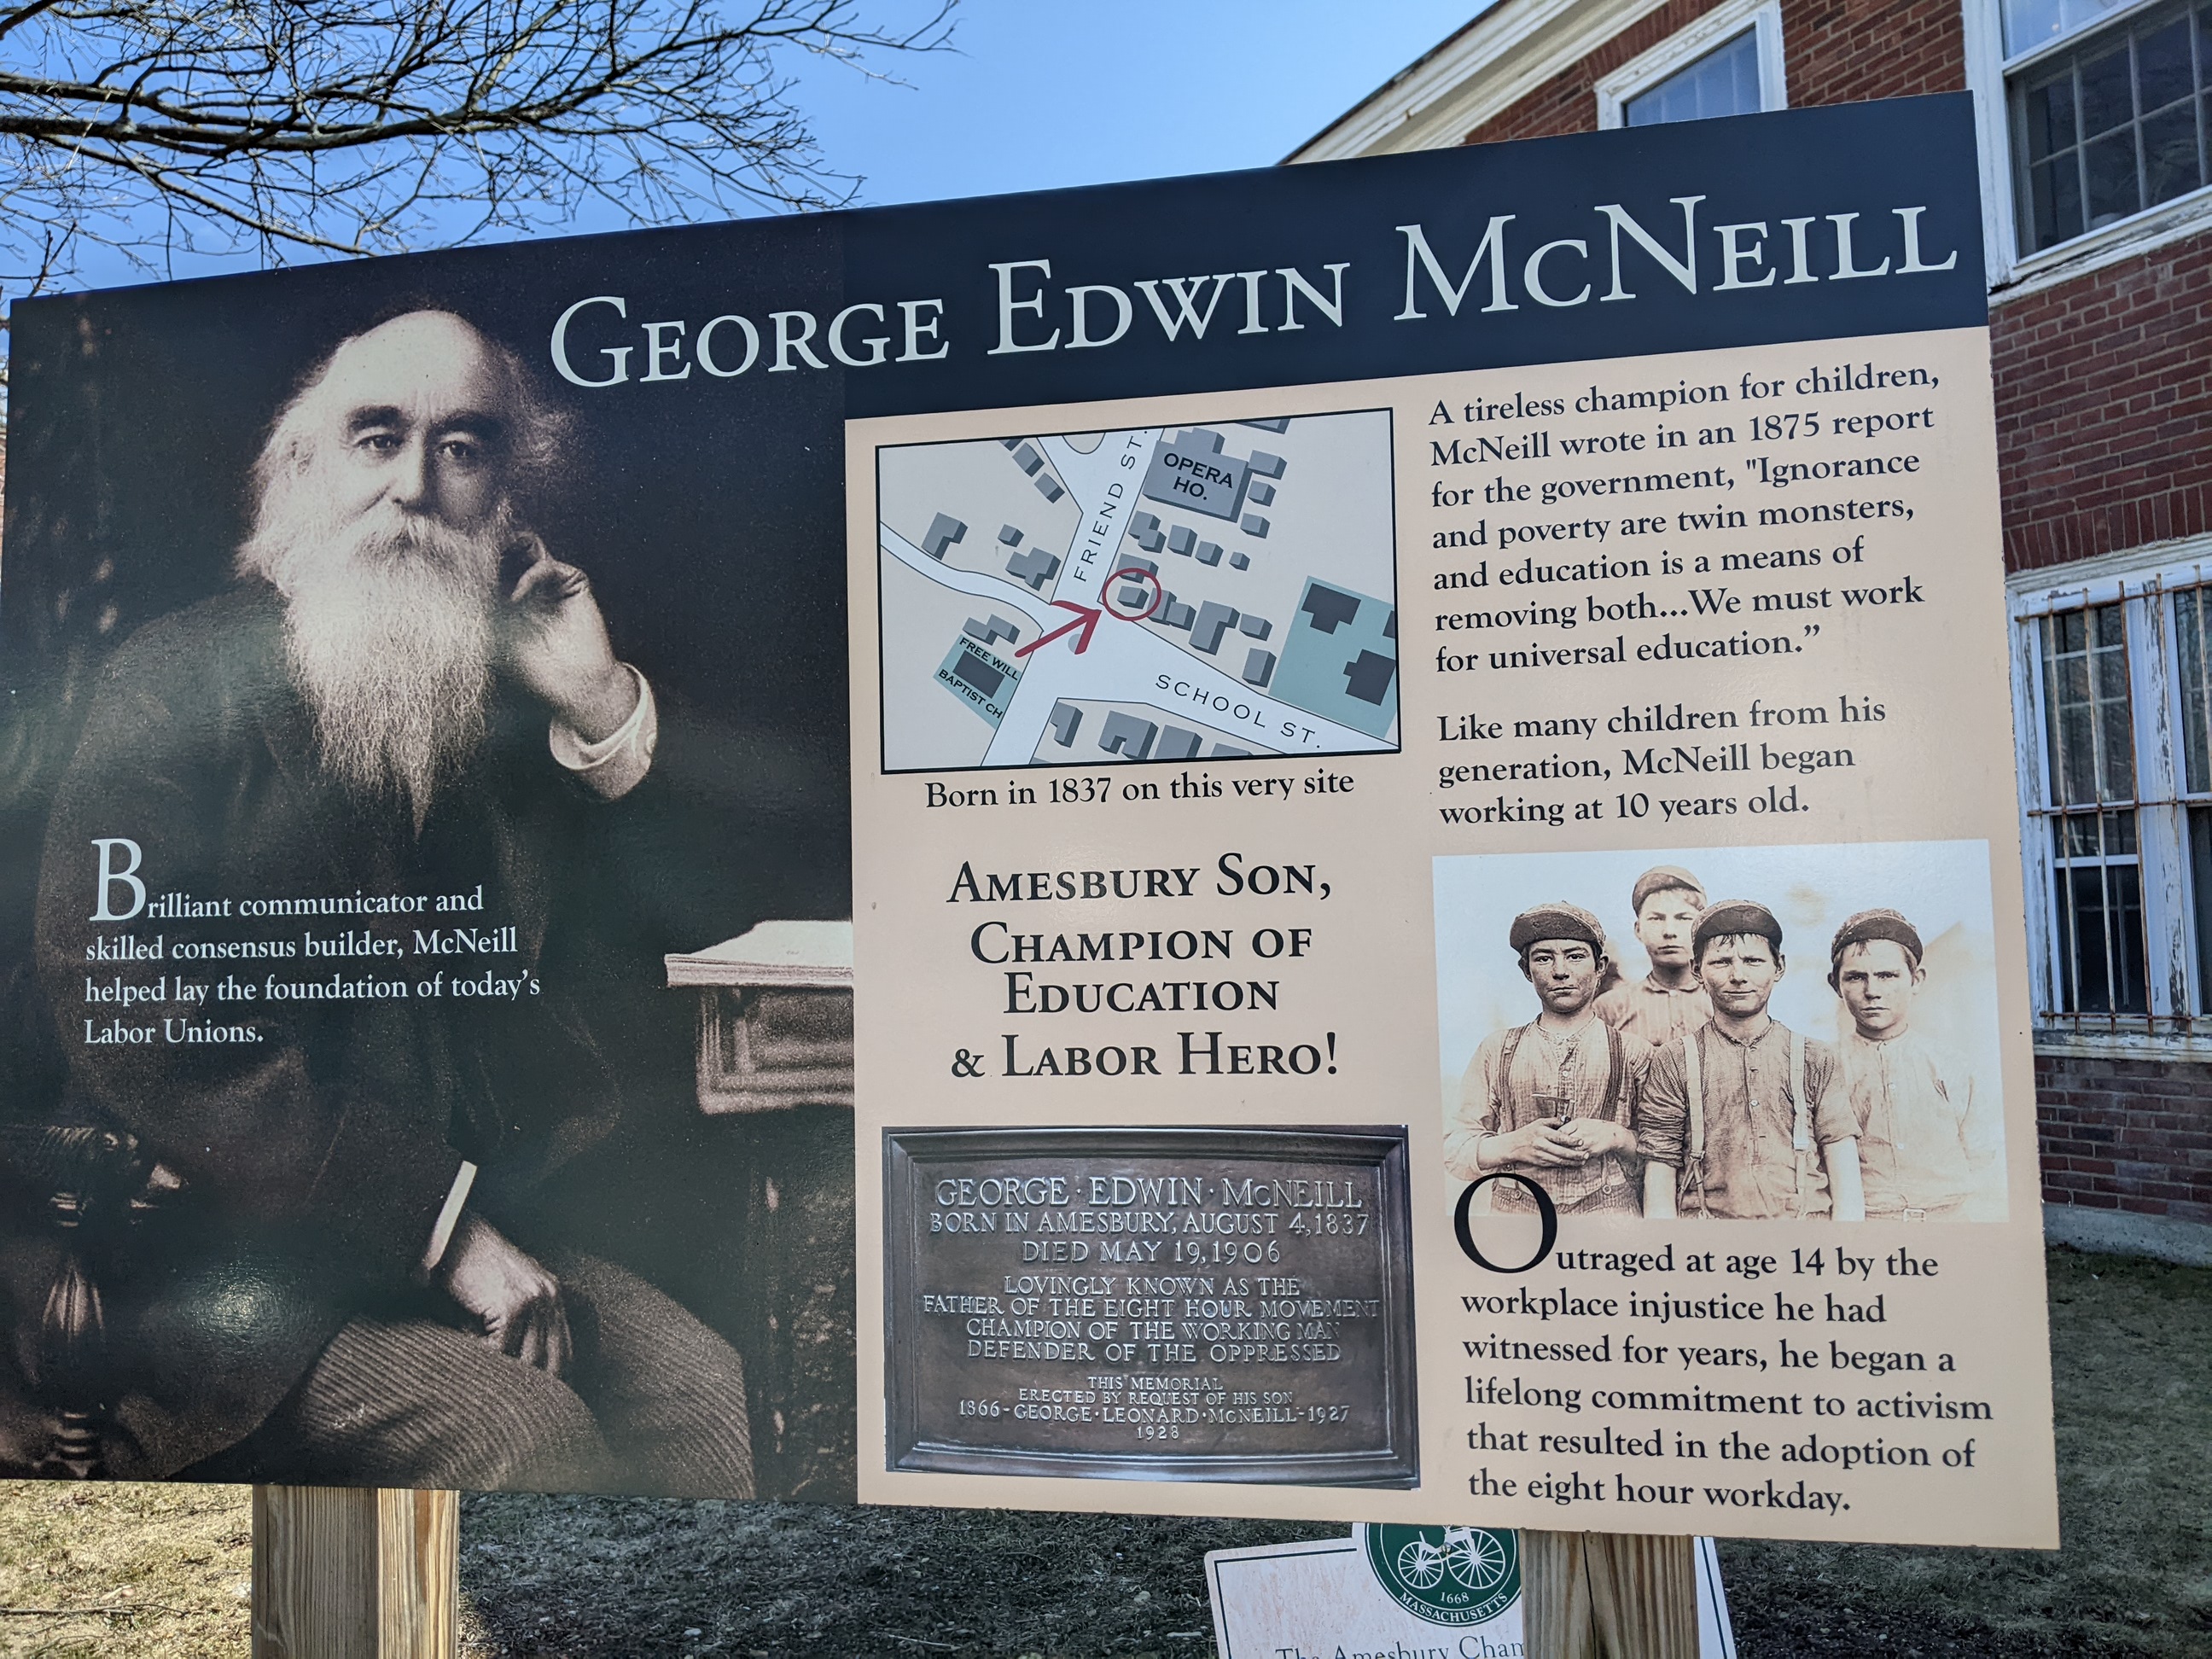 GEORGE EDWIN MCNEILL
Brilliant communicator and
skilled consensus builder, McNeill
helped lay the foundation of today's
Labor Unions.
FRIEND ST.
OPERA
HO.
FREE WILL
BAPTIST CH
SCHOOL ST.
Born in 1837 on this very site
AMESBURY SON,
CHAMPION OF
EDUCATION
& LABOR HERO!
GEORGE · EDWIN · McNEILL
BORN IN AMESBURY, AUGUST 4, 1837
DIED MAY 19, 1906
LOVINGLY KNOWN AS THE
FATHER OF THE EIGHT HOUR MOVEMENT
CHAMPION OF THE WORKING MAN
DEFENDER OF THE OPPRESSED
THIS MEMORIAL
ERECTED BY REQUEST OF HIS SON
1866-GEORGE·LEONARD·McNEILL-1927
1928
A tireless champion for children,
McNeill wrote in an 1875 report
for the government, "Ignorance
and poverty are twin monsters,
and education is a means of
removing both...We must work
for universal education.”
Like many children from his
generation, McNeill began
working at 10 years old.
Outraged at age 14 by the
workplace injustice he had
witnessed for years, he began a
lifelong commitment to activism
that resulted in the adoption of
the eight hour workday.
1668
MASSACHUSETTS
The Amesbury Cham